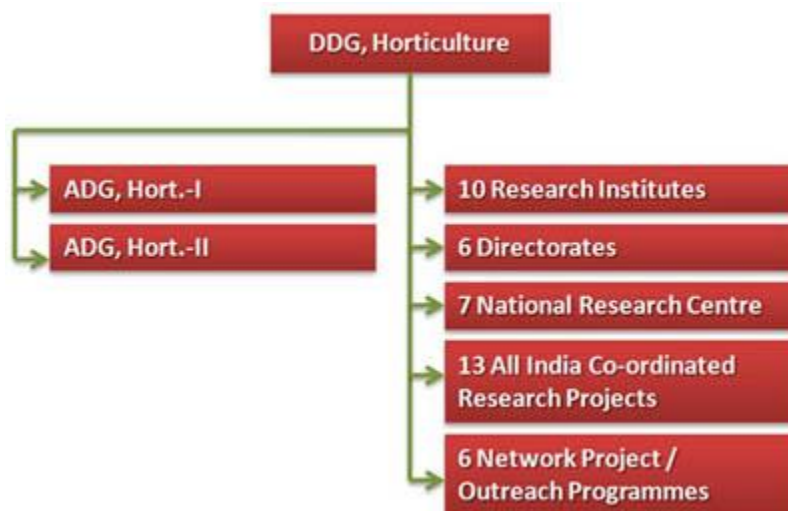 DDG, Horticulture
ADG, Hort.-I
ADG, Hort.-II
10 Research Institutes
6 Directorates
7 National Research Centre
13 All India Co-ordinated
Research Projects
6 Network Project /
Outreach Programmes